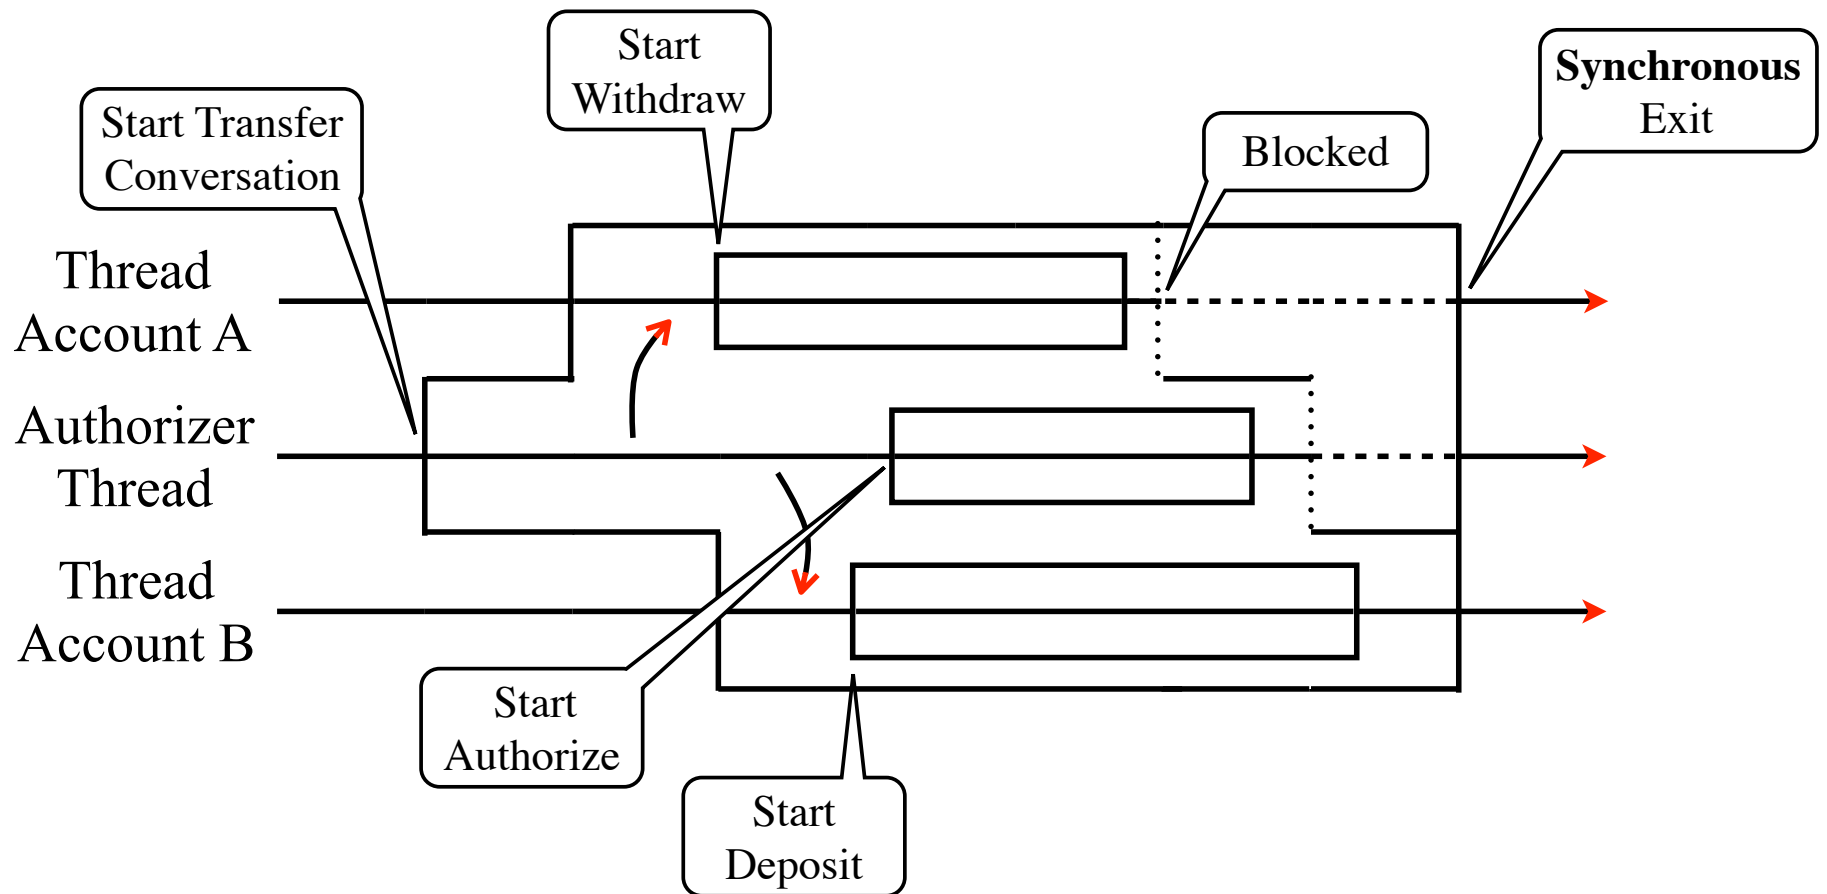 Start
Withdraw
Synchronous
Exit
Start Transfer
Conversation
Blocked
Thread
Account A
Authorizer
Thread
Thread
Account B
Start
Authorize
Start
Deposit